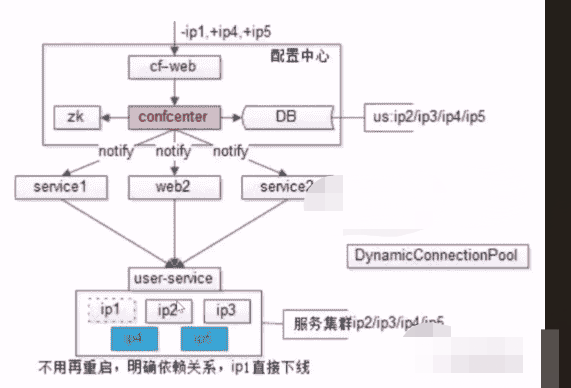 -ip1,+ip4,+ip5
配置中心
cf-web
zk
confcenter
DB
us:ip2/ip3/ip4/ip5
notify
notify
notify
service1
web2
service2
DynamicConnectionPool
user-service
ip1
ip2
ip3
服务集群ip2/ip3/ip4/ip5
ip4
不用再重启，明确依赖关系，ip1直接下线